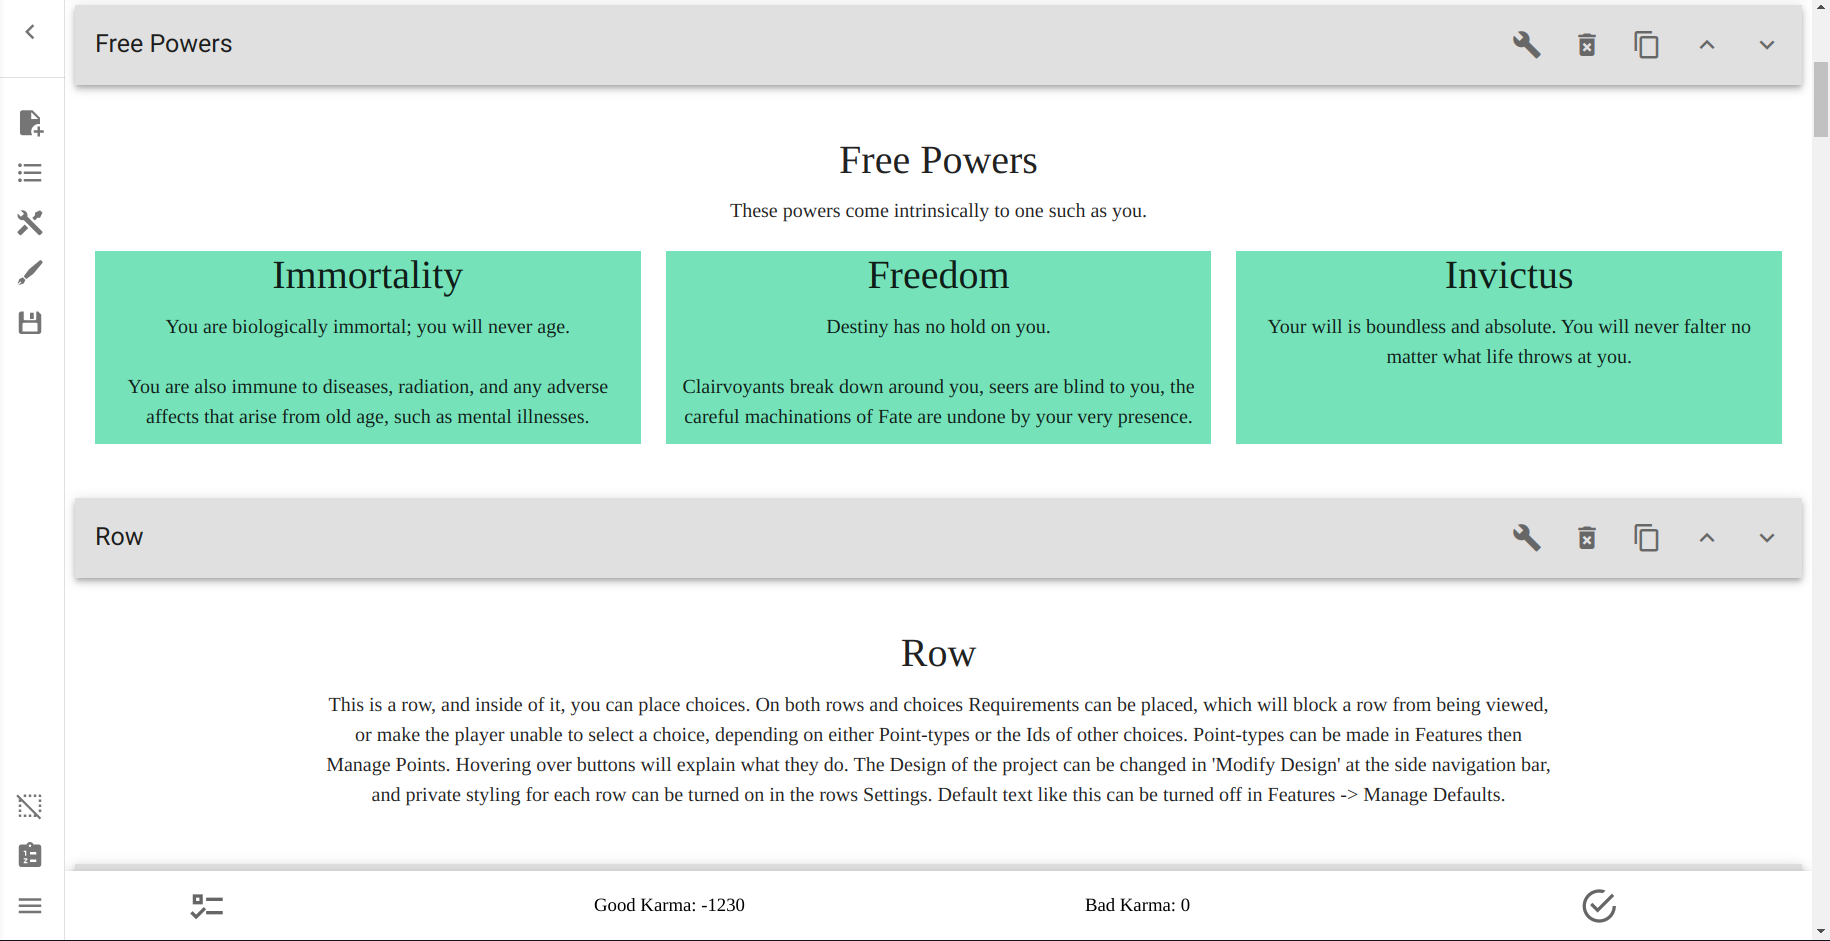 Free Powers
Free Powers
These powers come intrinsically to one such as you.
Immortality
You are biologically immortal; you will never age.
You are also immune to diseases, radiation, and any adverse
affects that arise from old age, such as mental illnesses.
Freedom
Destiny has no hold on you.
Clairvoyants break down around you, seers are blind to you, the
careful machinations of Fate are undone by your very presence.
Invictus
Your will is boundless and absolute. You will never falter no
matter what life throws at you.
Row
Row
This is a row, and inside of it, you can place choices. On both rows and choices Requirements can be placed, which will block a row from being viewed,
or make the player unable to select a choice, depending on either Point-types or the Ids of other choices. Point-types can be made in Features then
Manage Points. Hovering over buttons will explain what they do. The Design of the project can be changed in 'Modify Design' at the side navigation bar,
and private styling for each row can be turned on in the rows Settings. Default text like this can be turned off in Features -> Manage Defaults.
Good Karma: -1230
Bad Karma: 0